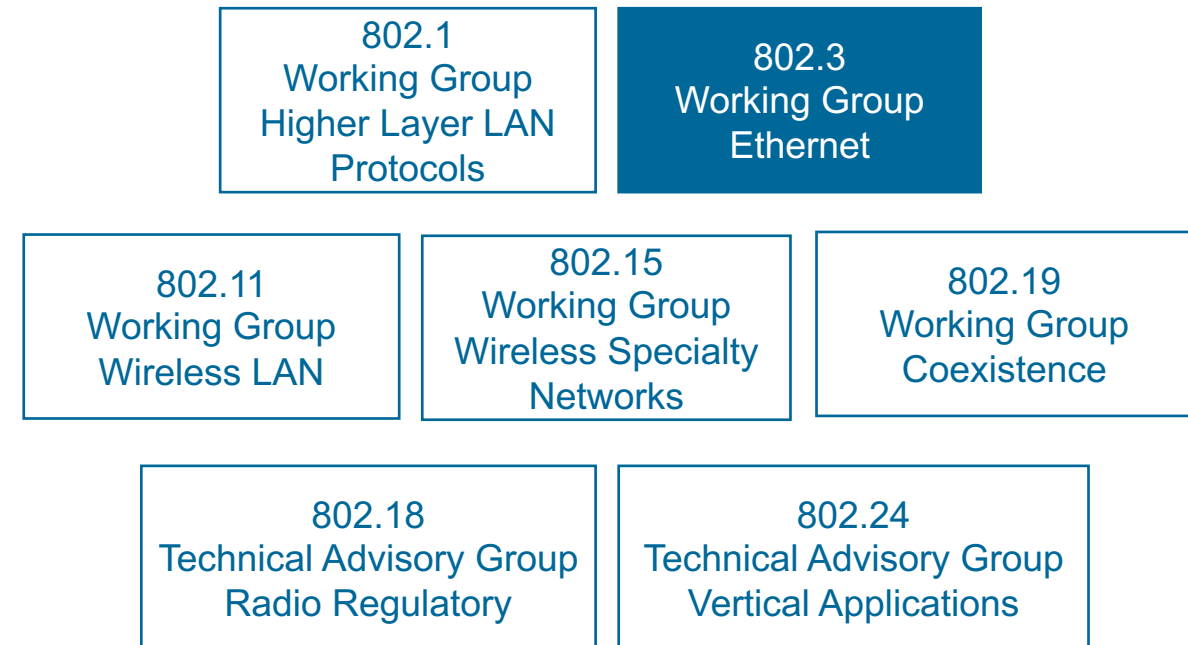 802.1
Working Group
Higher Layer LAN
Protocols
802.3
Working Group
Ethernet
802.11
Working Group
Wireless LAN
802.15
Working Group
Wireless Specialty
Networks
802.19
Working Group
Coexistence
802.18
Technical Advisory Group
Radio Regulatory
802.24
Technical Advisory Group
Vertical Applications